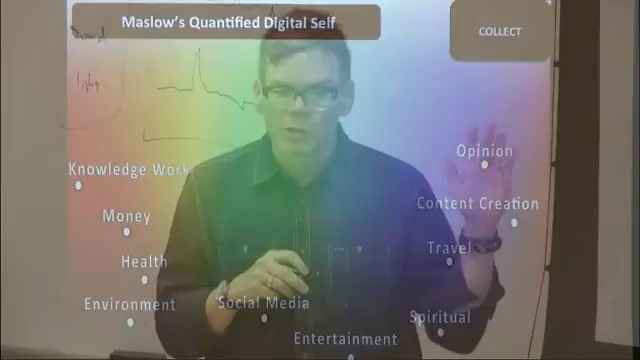 Maslow's Quantified Digital Self
COLLECT
Opinion
Knowledge Work
Content Creation
Money
Travel
Health
Environment
Social Media
Spiritual
Entertainment